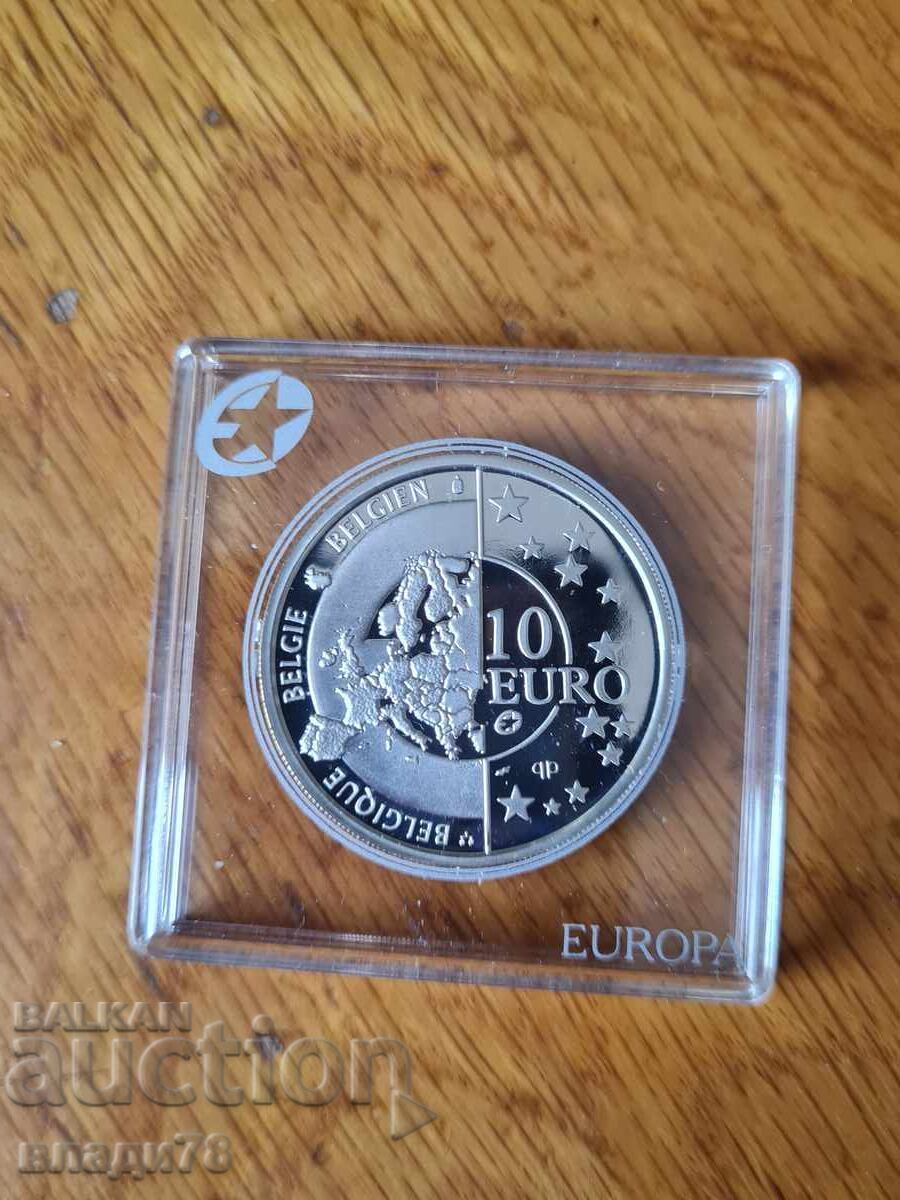 BELGIE BELGIEN
BELGIQUE
10
EURO
qp
EUROPA
BALKAN
auction
влади78